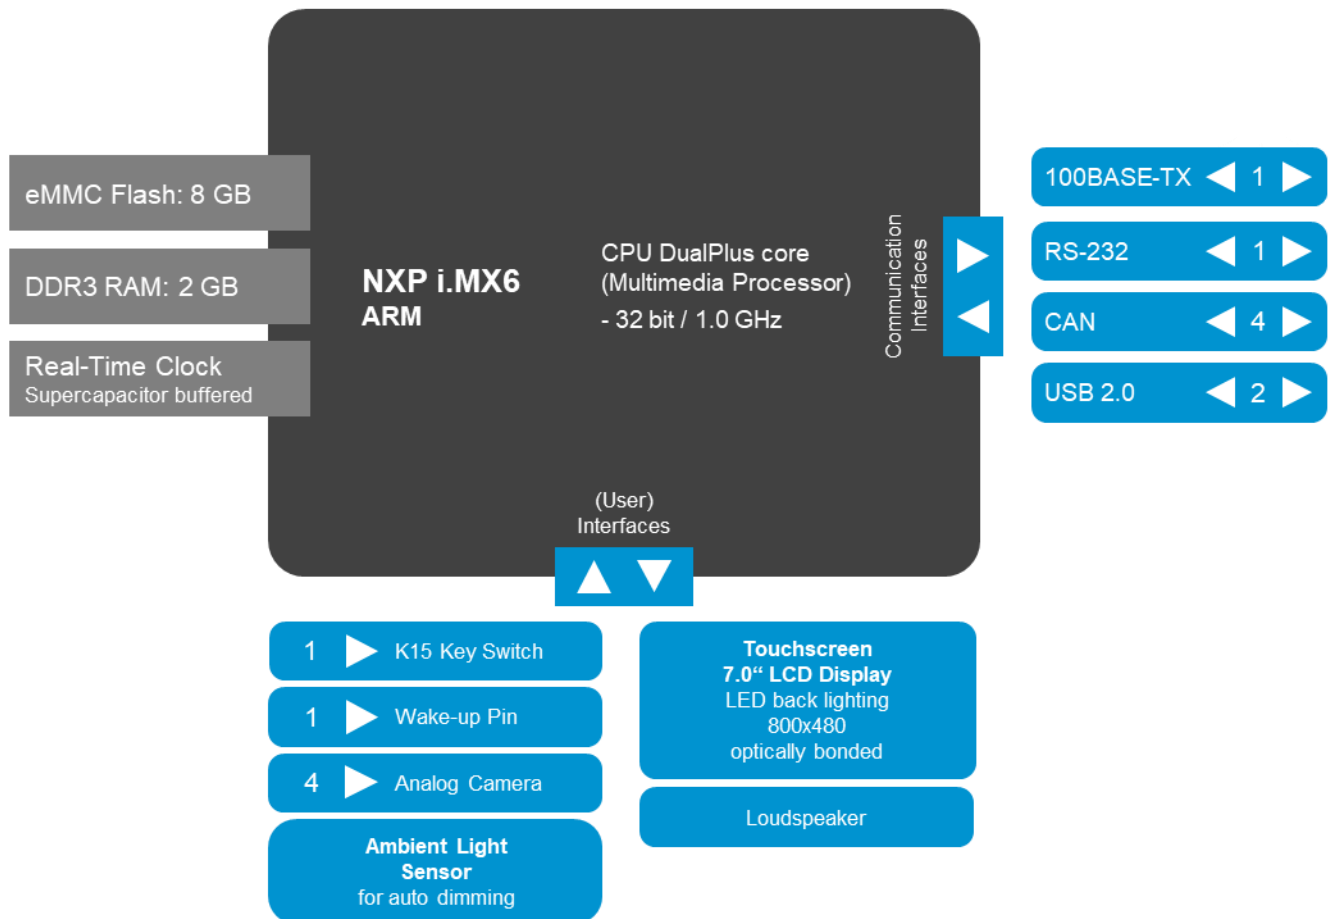 eMMC Flash: 8 GB
DDR3 RAM: 2 GB
Real-Time Clock
Supercapacitor buffered
NXP i.MX6
ARM
CPU DualPlus core
(Multimedia Processor)
- 32 bit / 1.0 GHz
Communication
Interfaces
100BASE-TX 1
RS-232 1
CAN 4
USB 2.0 2
(User)
Interfaces
1 K15 Key Switch
1 Wake-up Pin
4 Analog Camera
Ambient Light
Sensor
for auto dimming
Touchscreen
7.0“ LCD Display
LED back lighting
800x480
optically bonded
Loudspeaker